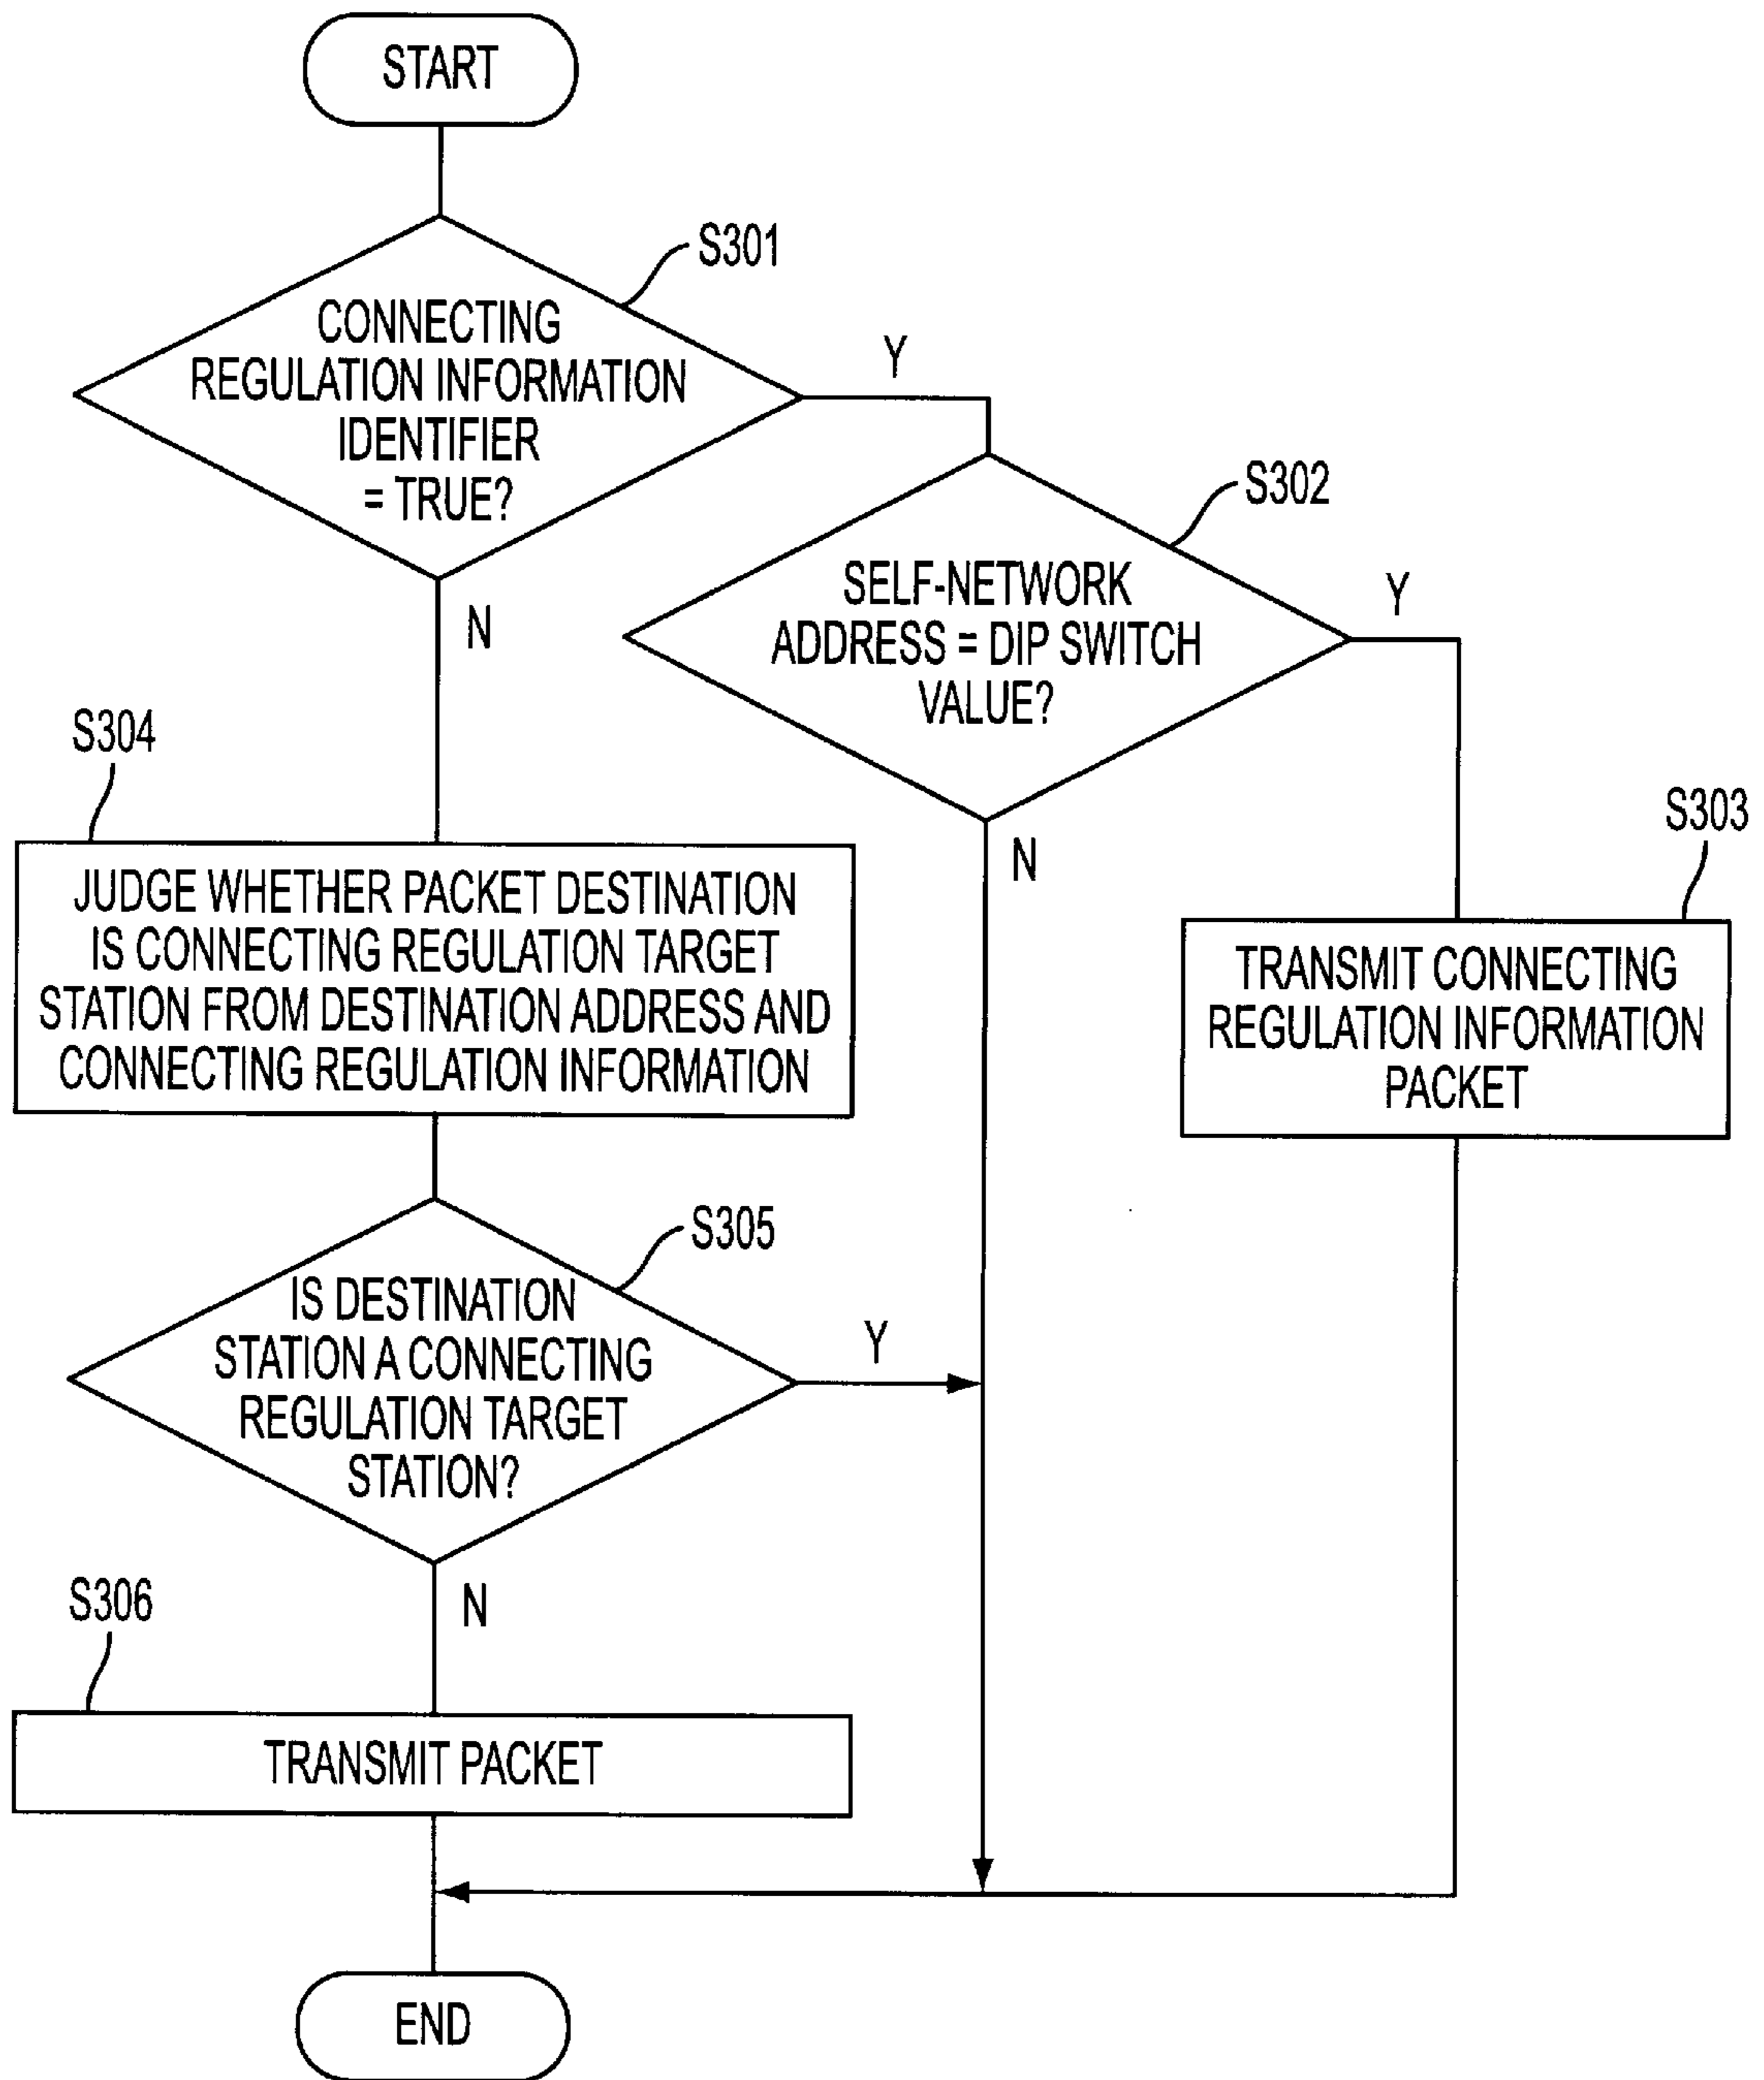 START
S301
CONNECTING
REGULATION INFORMATION
IDENTIFIER
= TRUE?
Y
N
S302
SELF-NETWORK
ADDRESS = DIP SWITCH
VALUE?
Y
N
S303
TRANSMIT CONNECTING
REGULATION INFORMATION
PACKET
S304
JUDGE WHETHER PACKET DESTINATION
IS CONNECTING REGULATION TARGET
STATION FROM DESTINATION ADDRESS AND
CONNECTING REGULATION INFORMATION
S305
IS DESTINATION
STATION A CONNECTING
REGULATION TARGET
STATION?
Y
N
S306
TRANSMIT PACKET
END